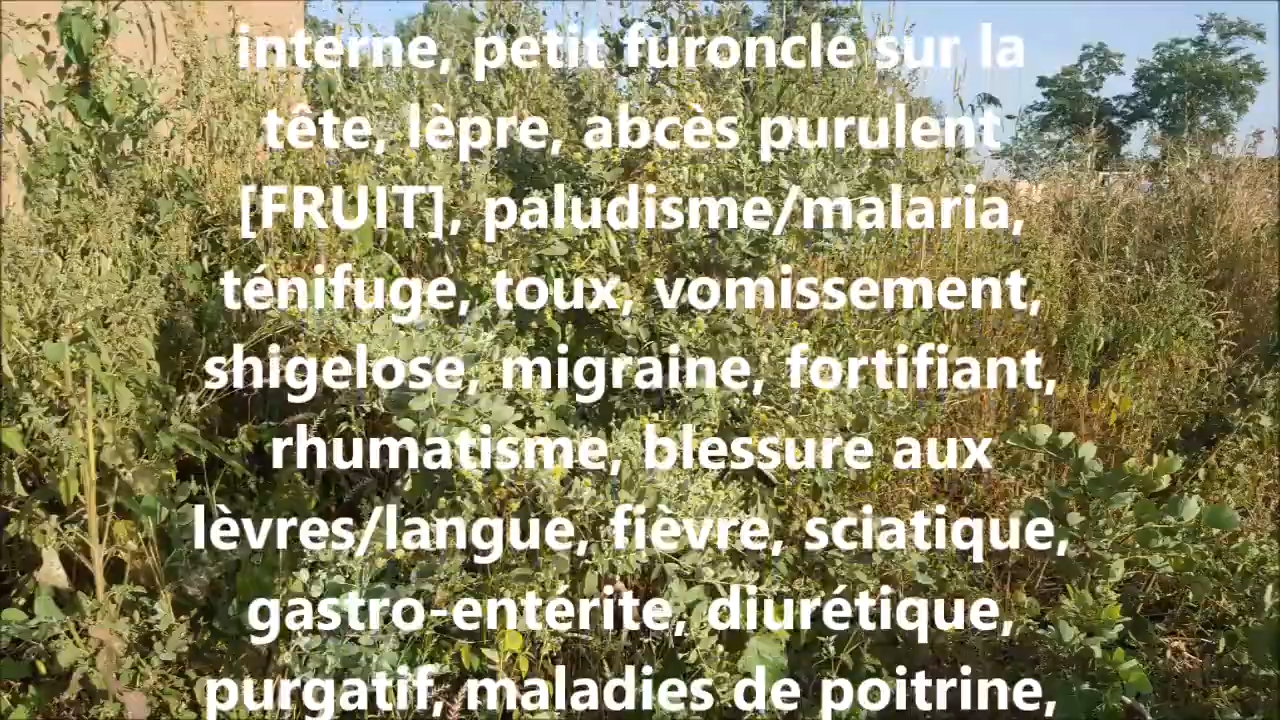 interne, petit furoncle sur la
tête, lèpre, abcès purulent
[FRUIT], paludisme/malaria,
ténifuge, toux, vomissement,
shigelose, migraine, fortifiant,
rhumatisme, blessure aux
lèvres/langue, fièvre, sciatique,
gastro-entérite, diurétique,
purgatif, maladies de poitrine,